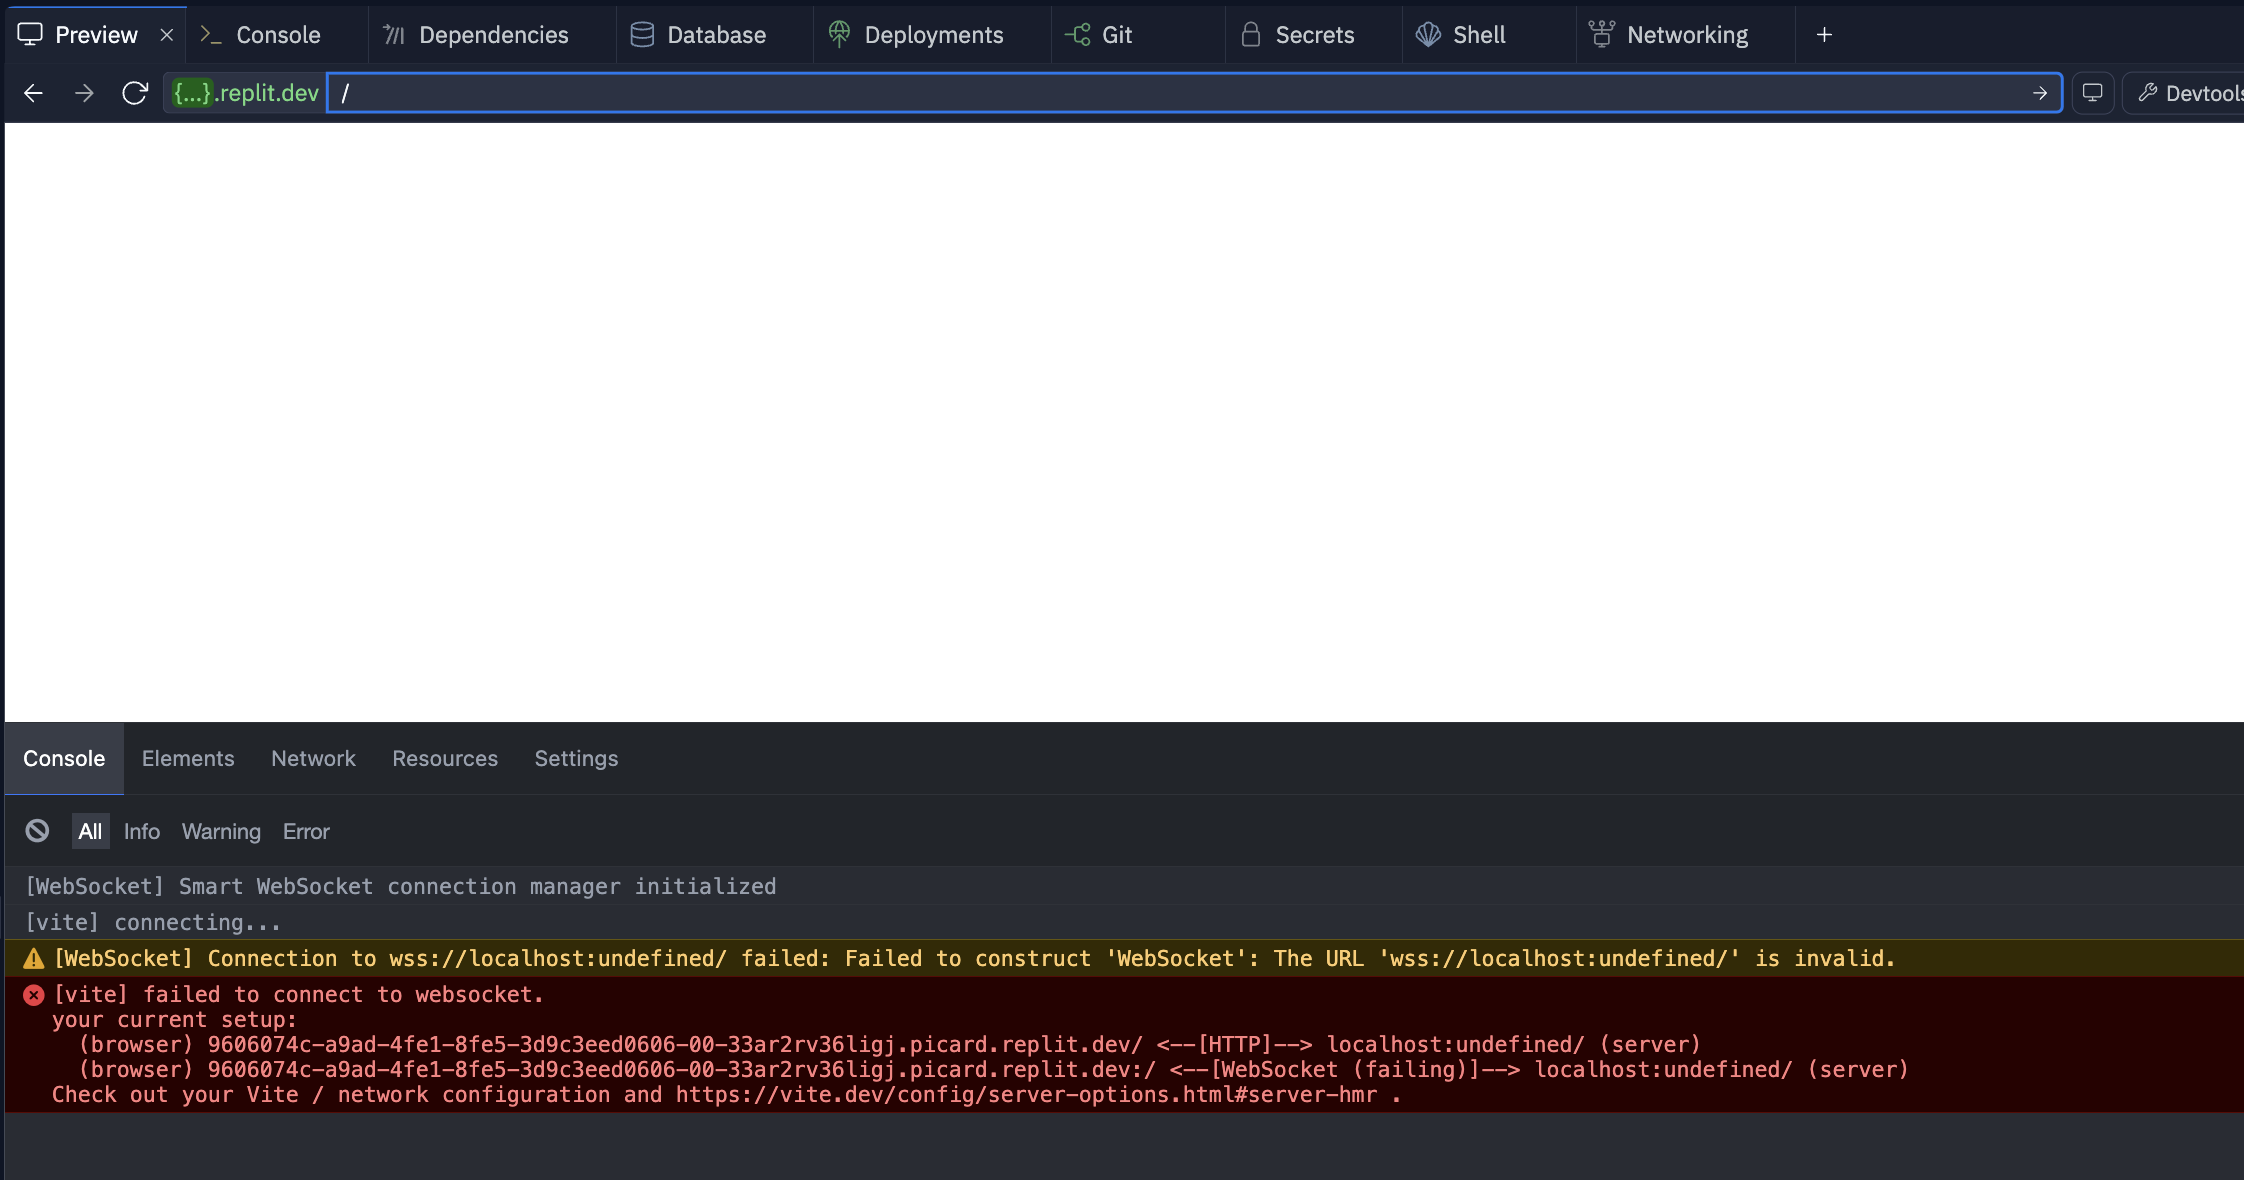 Preview
Console
Dependencies
Database
Deployments
Git
Secrets
Shell
Networking
{...}.replit.dev /
Devtools
Console Elements Network Resources Settings
All Info Warning Error
[WebSocket] Smart WebSocket connection manager initialized
[vite] connecting...
[WebSocket] Connection to wss://localhost:undefined/ failed: Failed to construct 'WebSocket': The URL 'wss://localhost:undefined/' is invalid.
[vite] failed to connect to websocket.
your current setup:
(browser) 9606074c-a9ad-4fe1-8fe5-3d9c3eed0606-00-33ar2rv36ligj.picard.replit.dev/ <--[HTTP]--> localhost:undefined/ (server)
(browser) 9606074c-a9ad-4fe1-8fe5-3d9c3eed0606-00-33ar2rv36ligj.picard.replit.dev:/ <--[WebSocket (failing)]--> localhost:undefined/ (server)
Check out your Vite / network configuration and https://vite.dev/config/server-options.html#server-hmr .